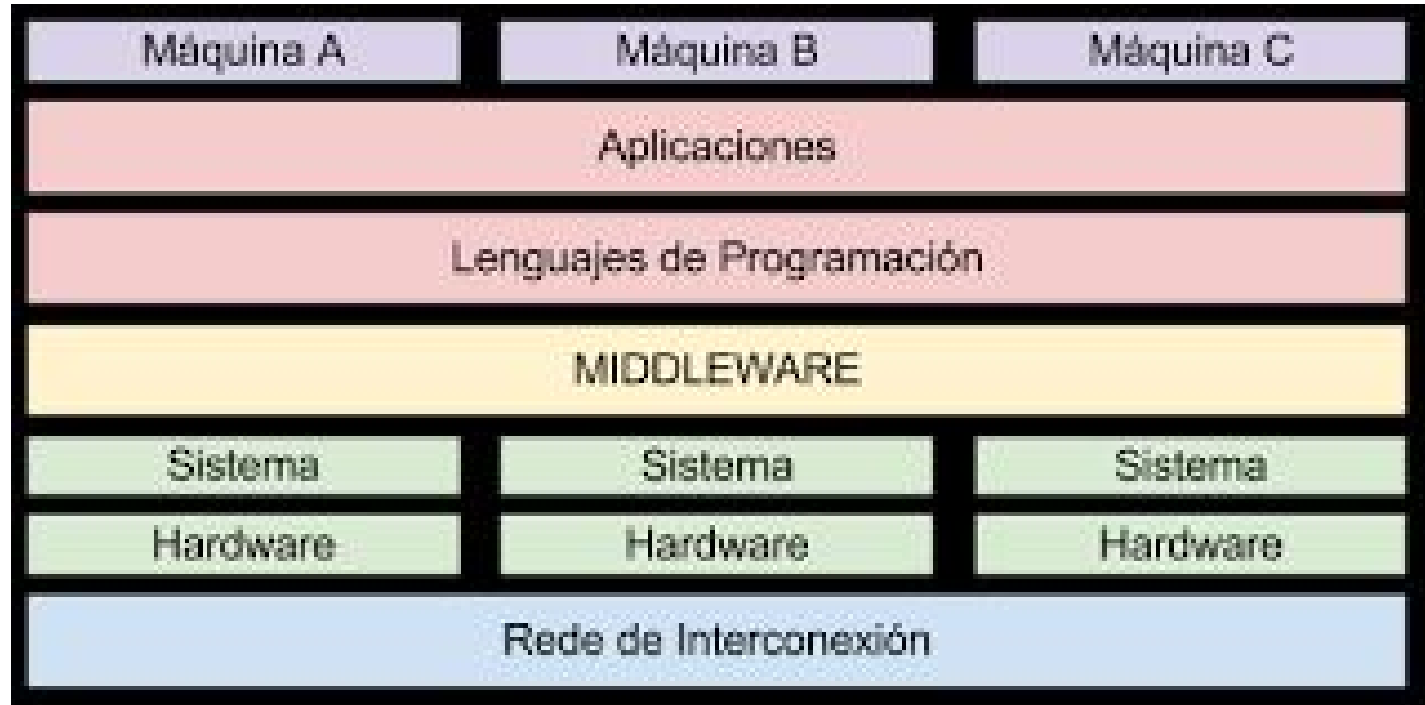 Máquina A
Máquina B
Máquina C
Aplicaciones
Lenguajes de Programación
MIDDLEWARE
Sistema
Sistema
Sistema
Hardware
Hardware
Hardware
Rede de Interconexión